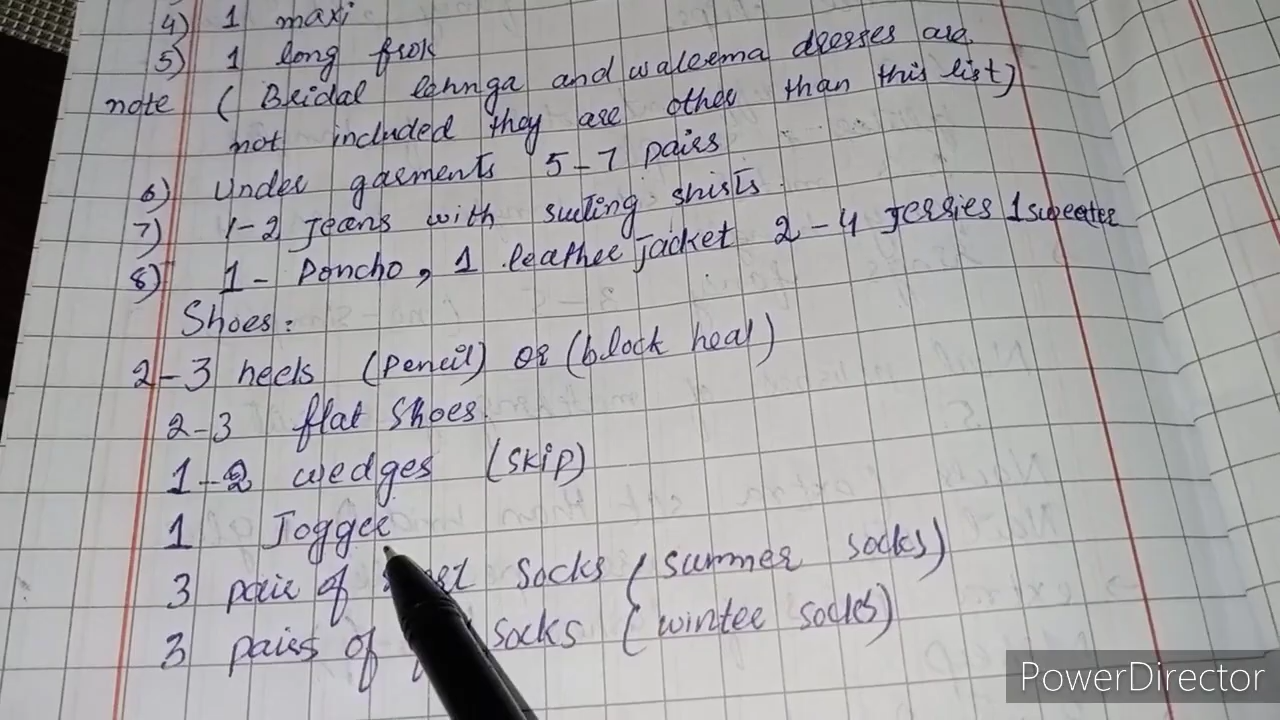 4) 1 maxi
5) 1 long frok
note ( Bridal lehnga and waleema dresses are
not included they are other than this list)
6) Under garments 5-7 pairs
7) 1-2 Jeans with suiting shirts
8) 1- Poncho, 1 leather jacket 2-4 Jersies 1 sweater
Shoes:
2-3 heels (Pencil) or (block heal)
2-3 flat shoes.
1-2 wedges (skip)
1 Jogger
3 pair of socks (summer socks)
3 pairs of socks (winter socks)
PowerDirector